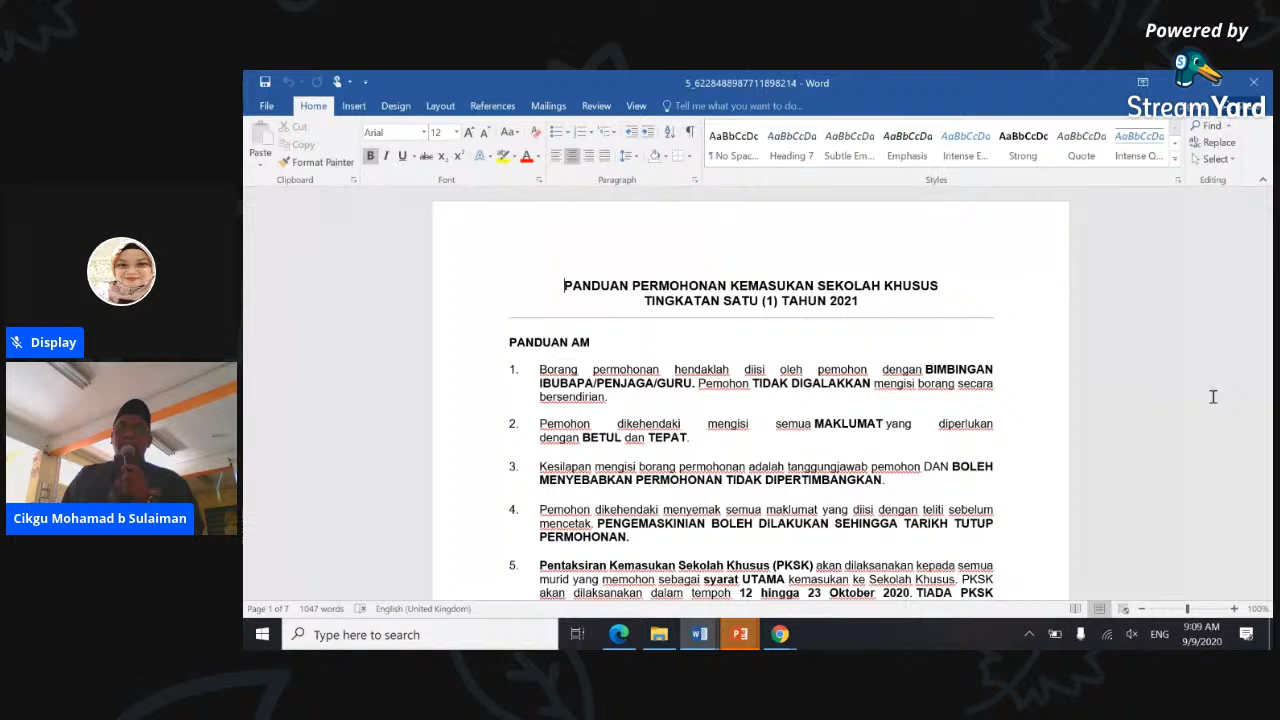 Powered by
StreamYard
5_6228488987711898214 - Word
File Home Insert Design Layout References Mailings Review View Tell me what you want to do...
Paste
Cut
Copy
Format Painter
Arial 12
AaBbCcDc AaBbCcDa AaBbCcDa AaBbCcDa AaBbCcDa AaBbCcDc AaBbCcDa AaBbCcDa
¶ No Spac... Heading 7 Subtle Em... Emphasis Intense E... Strong Quote Intense Q...
Find
Replace
Select
Clipboard Font Paragraph Styles Editing
PANDUAN PERMOHONAN KEMASUKAN SEKOLAH KHUSUS
TINGKATAN SATU (1) TAHUN 2021
PANDUAN AM
1. Borang permohonan hendaklah diisi oleh pemohon dengan BIMBINGAN
IBUBAPA/PENJAGA/GURU. Pemohon TIDAK DIGALAKKAN mengisi borang secara
bersendirian.
2. Pemohon dikehendaki mengisi semua MAKLUMAT yang diperlukan
dengan BETUL dan TEPAT.
3. Kesilapan mengisi borang permohonan adalah tanggungjawab pemohon DAN BOLEH
MENYEBABKAN PERMOHONAN TIDAK DIPERTIMBANGKAN.
4. Pemohon dikehendaki menyemak semua maklumat yang diisi dengan teliti sebelum
mencetak. PENGEMASKINIAN BOLEH DILAKUKAN SEHINGGA TARIKH TUTUP
PERMOHONAN.
5. Pentaksiran Kemasukan Sekolah Khusus (PKSK) akan dilaksanakan kepada semua
murid yang memohon sebagai syarat UTAMA kemasukan ke Sekolah Khusus. PKSK
akan dilaksanakan dalam tempoh 12 hingga 23 Oktober 2020. TIADA PKSK
Display
Cikgu Mohamad b Sulaiman
Page 1 of 7 1047 words English (United Kingdom) 100%
Type here to search
ENG
9:09 AM
9/9/2020